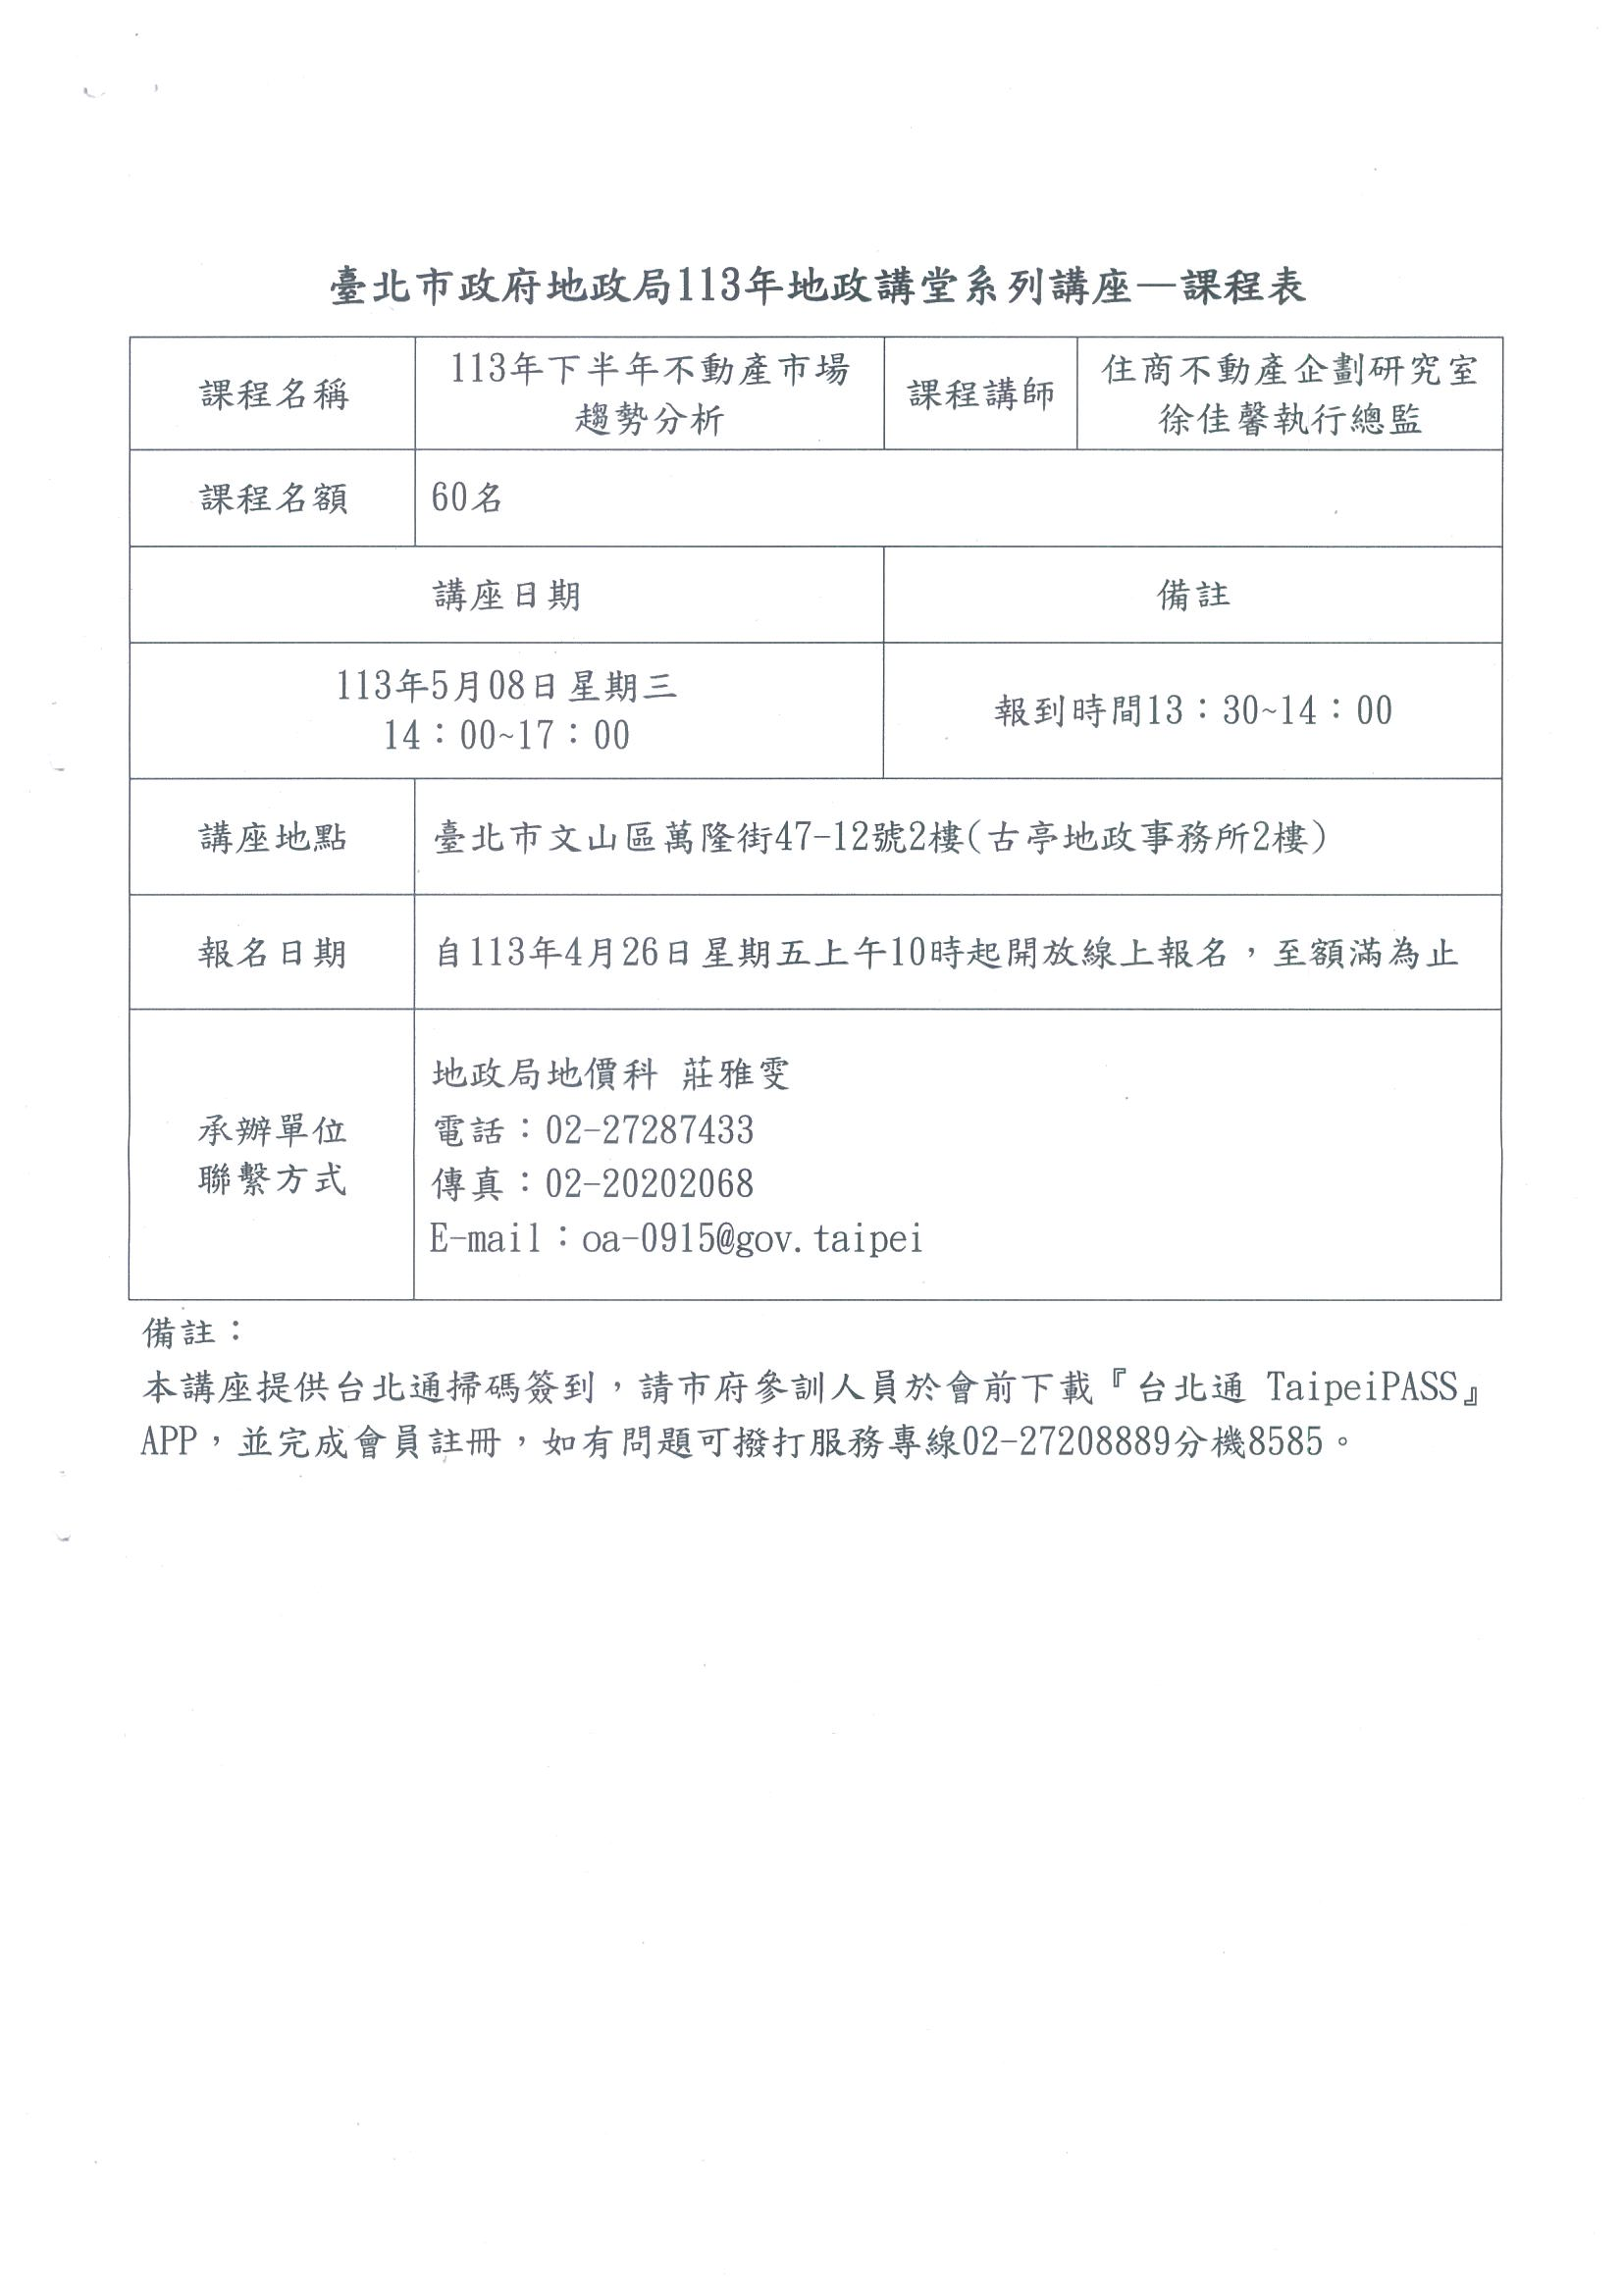 臺北市政府地政局113年地政講堂系列講座—課程表
課程名稱
113年下半年不動產市場
趨勢分析
課程講師
住商不動產企劃研究室
徐佳馨執行總監
課程名額
60名
講座日期
備註
113年5月08日星期三
14：00~17：00
報到時間13：30~14：00
講座地點
臺北市文山區萬隆街47-12號2樓(古亭地政事務所2樓)
報名日期
自113年4月26日星期五上午10時起開放線上報名，至額滿為止
承辦單位
聯繫方式
地政局地價科 莊雅雯
電話：02-27287433
傳真：02-20202068
E-mail：oa-0915@gov.taipei
備註：
本講座提供台北通掃碼簽到，請市府參訓人員於會前下載『台北通 TaipeiPASS』
APP，並完成會員註冊，如有問題可撥打服務專線02-27208889分機8585。